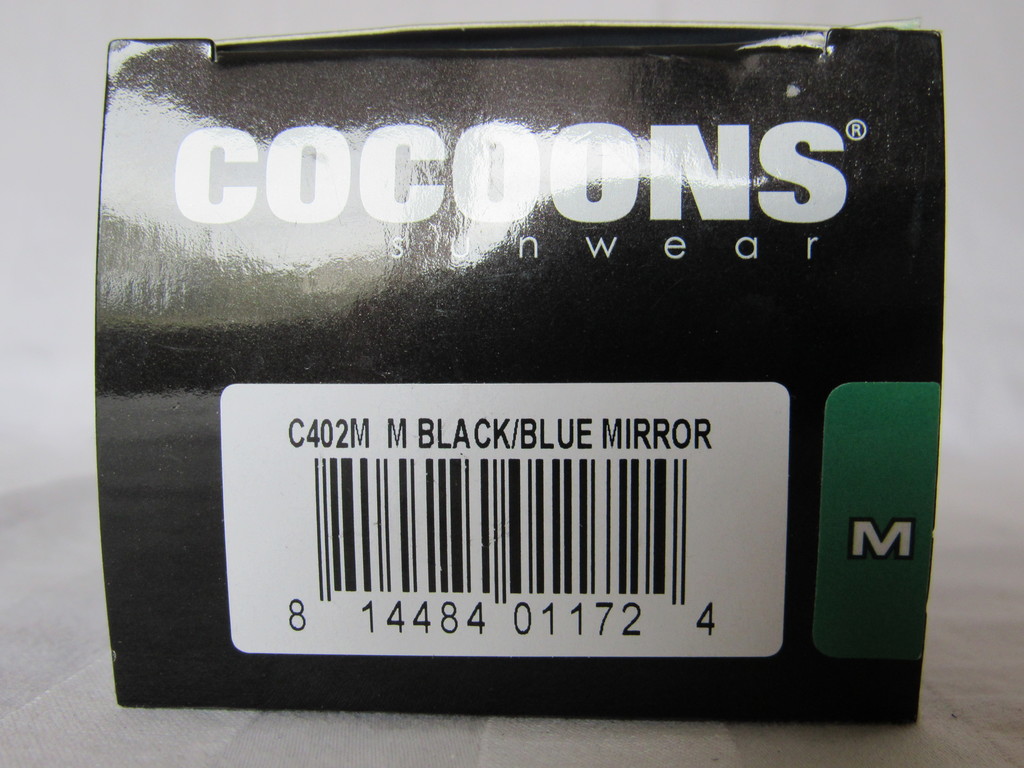 COCOONS®
sunwear
C402M M BLACK/BLUE MIRROR
8 14484 01172 4
M